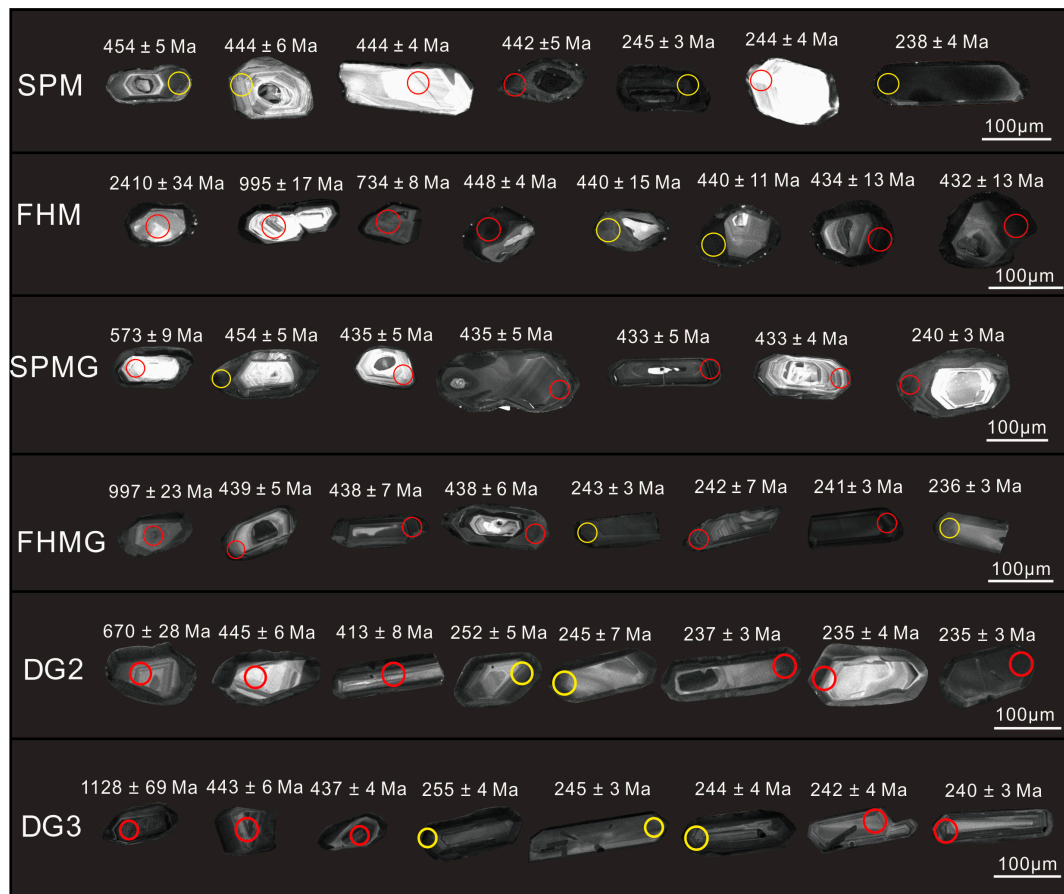 454 ± 5 Ma 444 ± 6 Ma 444 ± 4 Ma 442 ±5 Ma 245 ± 3 Ma 244 ± 4 Ma 238 ± 4 Ma
SPM
100µm
2410 ± 34 Ma 995 ± 17 Ma 734 ± 8 Ma 448 ± 4 Ma 440 ± 15 Ma 440 ± 11 Ma 434 ± 13 Ma 432 ± 13 Ma
FHM
100µm
573 ± 9 Ma 454 ± 5 Ma 435 ± 5 Ma 435 ± 5 Ma 433 ± 5 Ma 433 ± 4 Ma 240 ± 3 Ma
SPMG
100µm
997 ± 23 Ma 439 ± 5 Ma 438 ± 7 Ma 438 ± 6 Ma 243 ± 3 Ma 242 ± 7 Ma 241± 3 Ma 236 ± 3 Ma
FHMG
100µm
670 ± 28 Ma 445 ± 6 Ma 413 ± 8 Ma 252 ± 5 Ma 245 ± 7 Ma 237 ± 3 Ma 235 ± 4 Ma 235 ± 3 Ma
DG2
100µm
1128 ± 69 Ma 443 ± 6 Ma 437 ± 4 Ma 255 ± 4 Ma 245 ± 3 Ma 244 ± 4 Ma 242 ± 4 Ma 240 ± 3 Ma
DG3
100µm